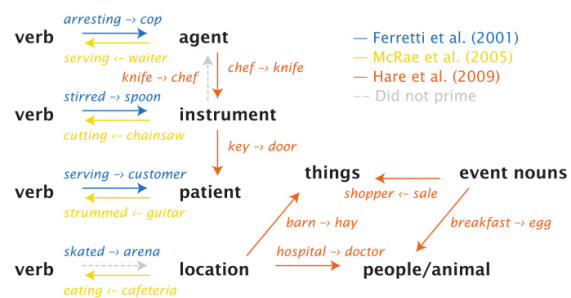 arresting -> cop
verb
agent
serving <- waiter
knife -> chef
chef -> knife
— Ferretti et al. (2001)
— McRae et al. (2005)
— Hare et al. (2009)
-- Did not prime
stirred -> spoon
verb
instrument
cutting <- chainsaw
key -> door
things
event nouns
shopper <- sale
serving -> customer
verb
patient
strummed <- guitar
barn -> hay
breakfast -> egg
skated -> arena
hospital -> doctor
verb
location
people/animal
eating <- cafeteria